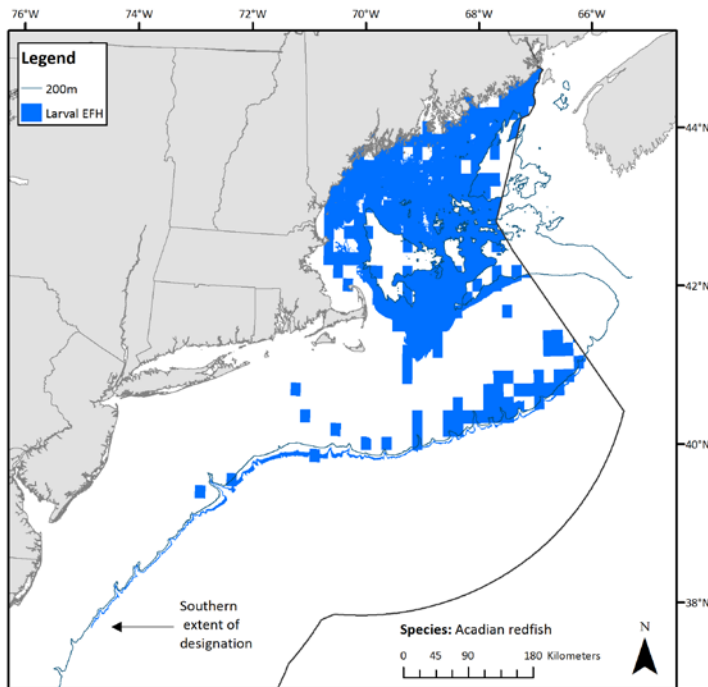 76°W 74°W 72°W 70°W 68°W 66°W
Legend
200m
Larval EFH
44°N
42°N
40°N
38°N
Southern
extent of
designation
Species: Acadian redfish
0 45 90 180 Kilometers
N